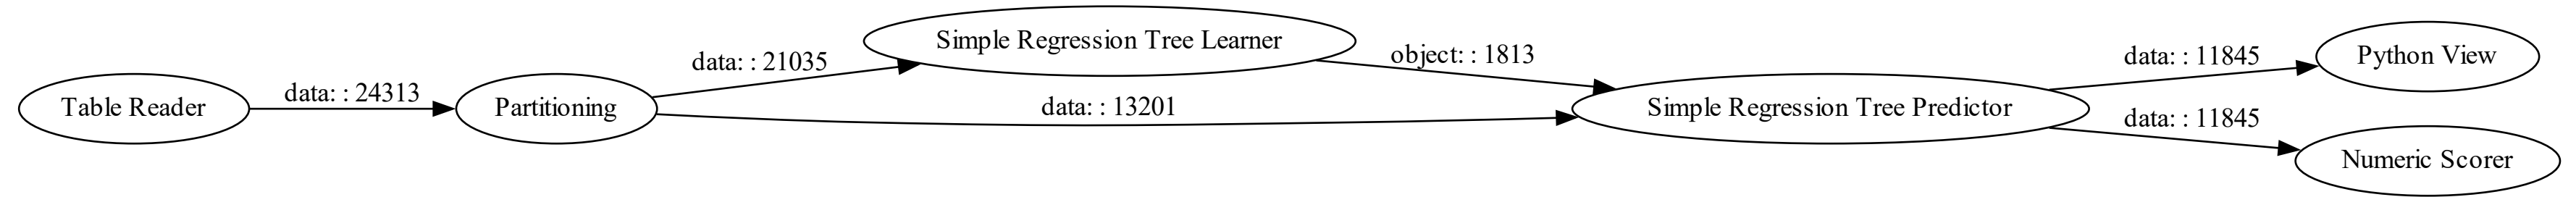 Table Reader
data: : 24313
Partitioning
data: : 21035
Simple Regression Tree Learner
data: : 13201
object: : 1813
Simple Regression Tree Predictor
data: : 11845
Python View
data: : 11845
Numeric Scorer